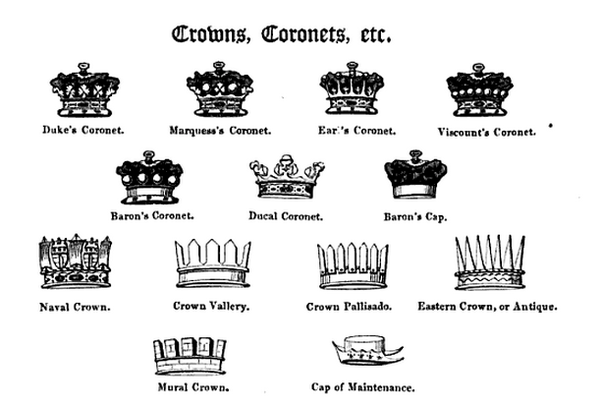 Crowns, Coronets, etc.
Duke's Coronet. Marquess's Coronet. Earl's Coronet. Viscount's Coronet.
Baron's Coronet. Ducal Coronet. Baron's Cap.
Naval Crown. Crown Vallery. Crown Pallisado. Eastern Crown, or Antique.
Mural Crown. Cap of Maintenance.